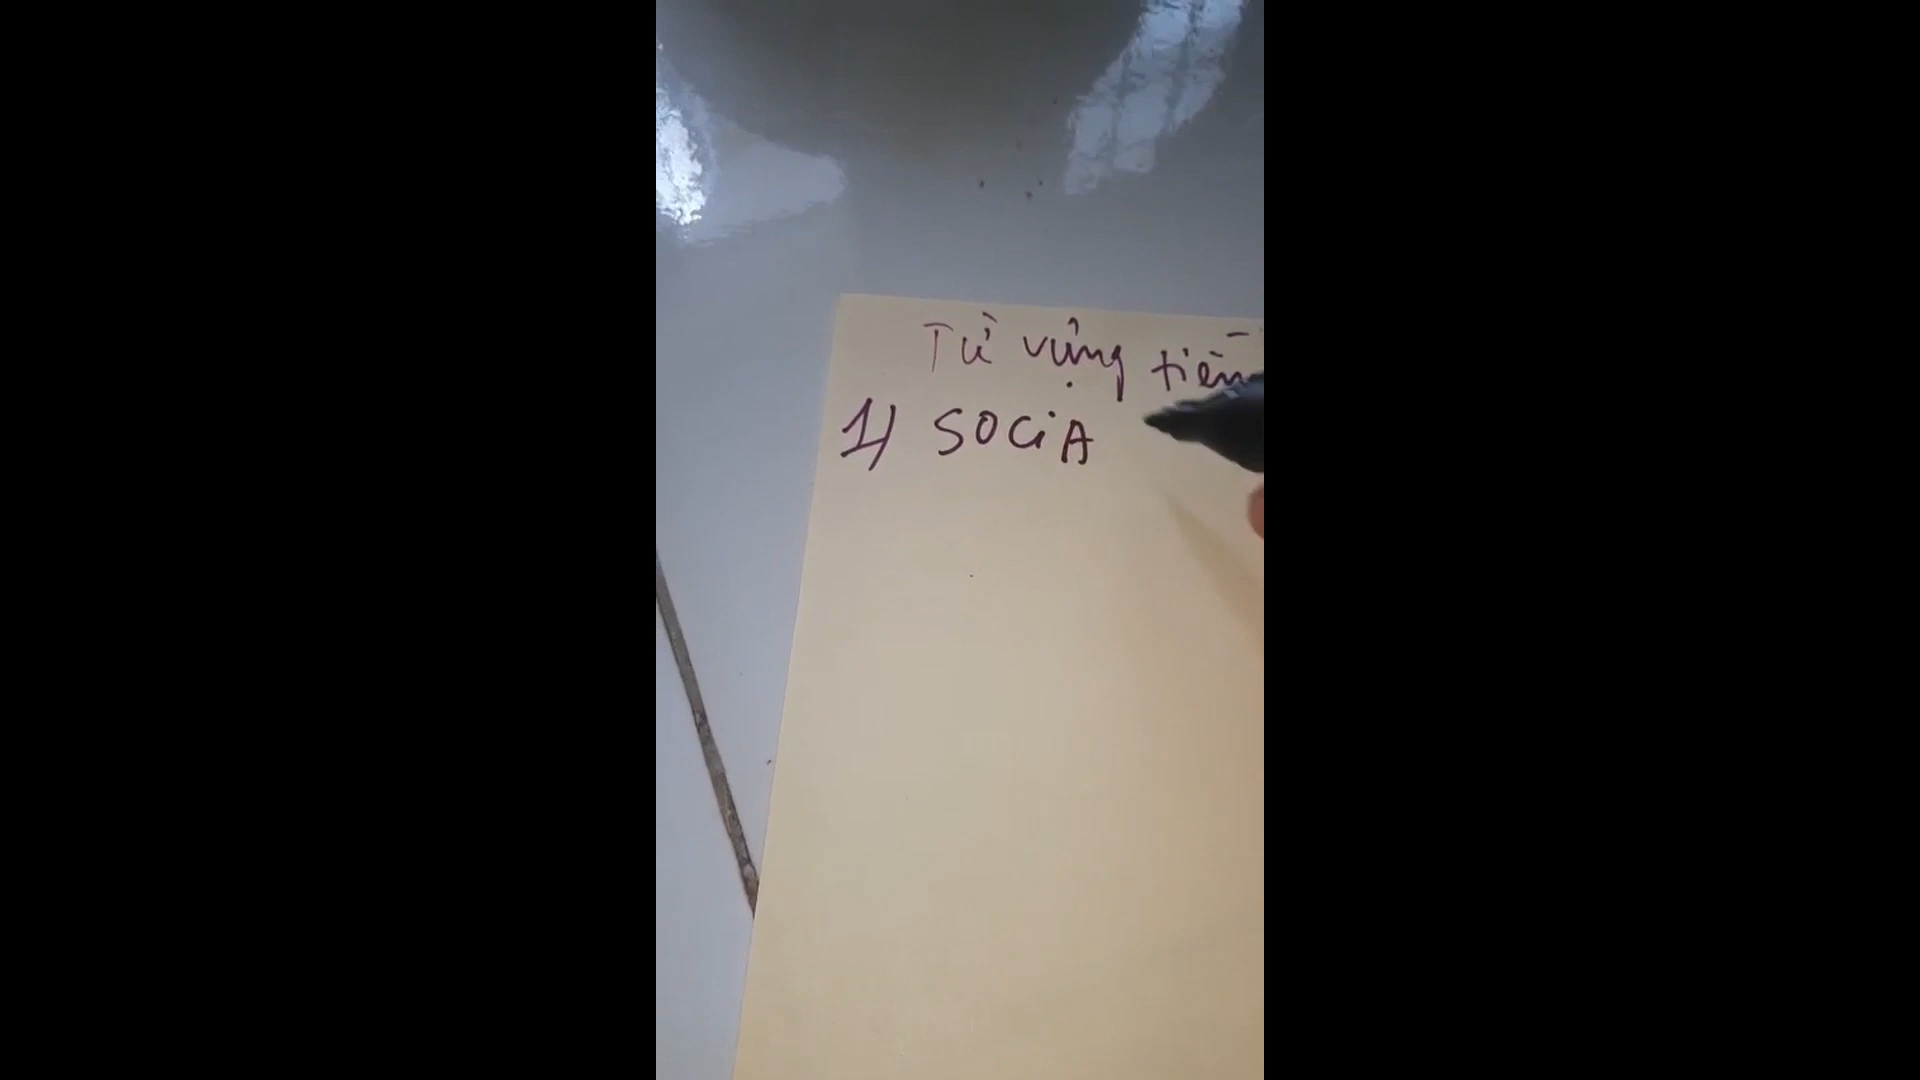 Từ vựng tiến
1) SOCiA